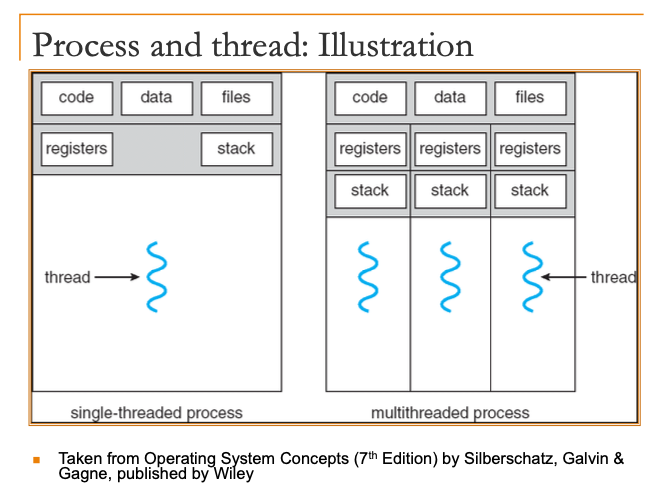 Process and thread: Illustration
code data files
registers stack
thread
single-threaded process
code data files
registers registers registers
stack stack stack
thread
multithreaded process
Taken from Operating System Concepts (7th Edition) by Silberschatz, Galvin &
Gagne, published by Wiley